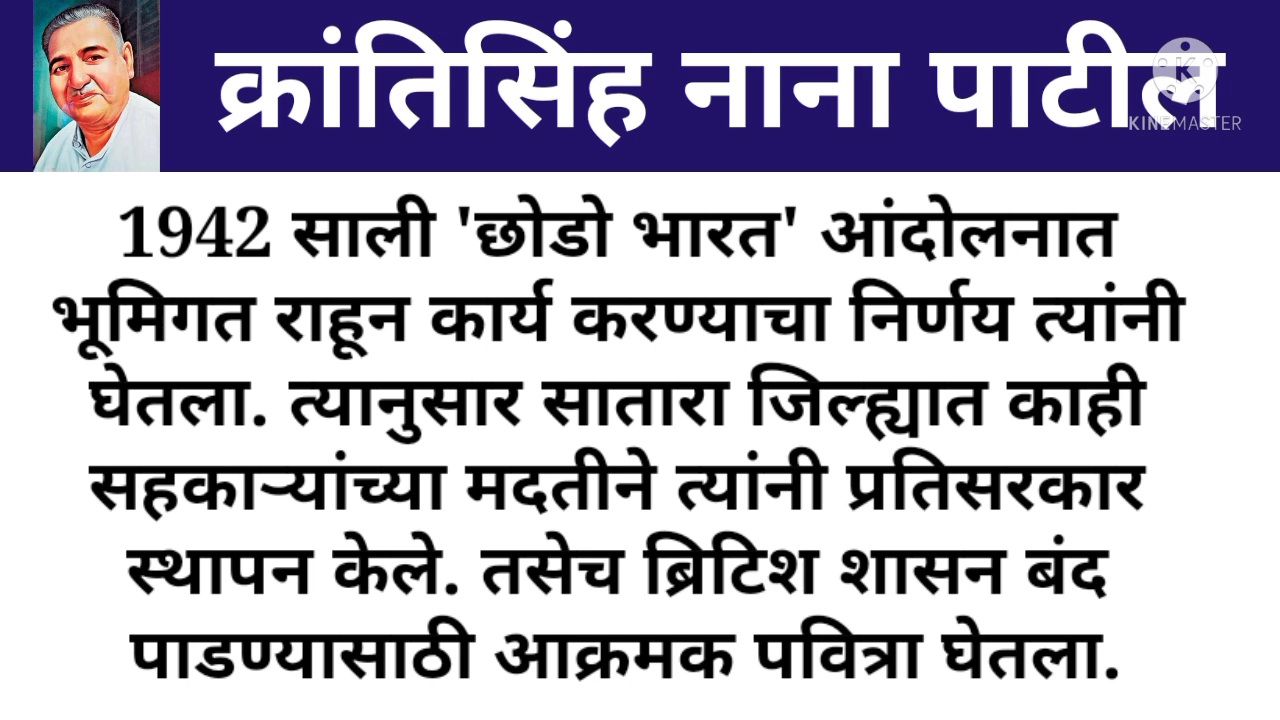 क्रांतिसिंह नाना पाटील
KINEMASTER
1942 साली 'छोडो भारत' आंदोलनात
भूमिगत राहून कार्य करण्याचा निर्णय त्यांनी
घेतला. त्यानुसार सातारा जिल्ह्यात काही
सहकाऱ्यांच्या मदतीने त्यांनी प्रतिसरकार
स्थापन केले. तसेच ब्रिटिश शासन बंद
पाडण्यासाठी आक्रमक पवित्रा घेतला.